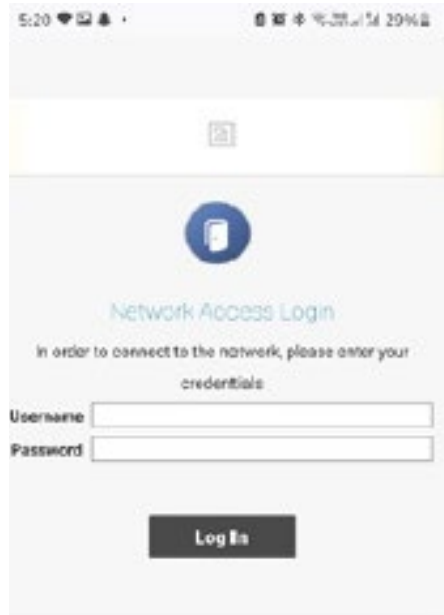 5:20
29%
Network Access Login
In order to connect to the network, please enter your
credentials
Username
Password
Log In